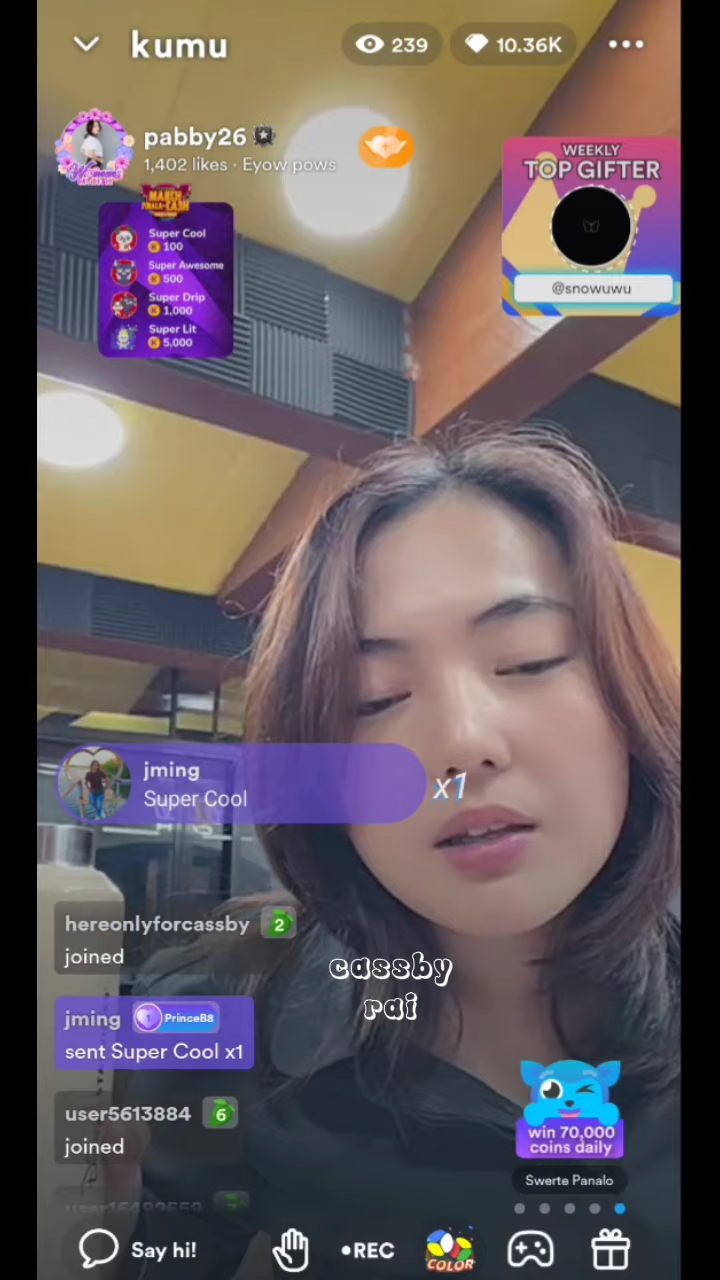 kumu
239
10.36K
pabby26
1,402 likes · Eyow pows
WEEKLY
TOP GIFTER
@snowuwu
Super Cool
100
Super Awesome
500
Super Drip
1,000
Super Lit
5,000
jming
Super Cool
x1
hereonlyforcassby 2
joined
cassby
rai
jming 1 PrinceB8
sent Super Cool x1
user5613884 6
joined
win 70,000
coins daily
Swerte Panalo
Say hi!
•REC
COLOR